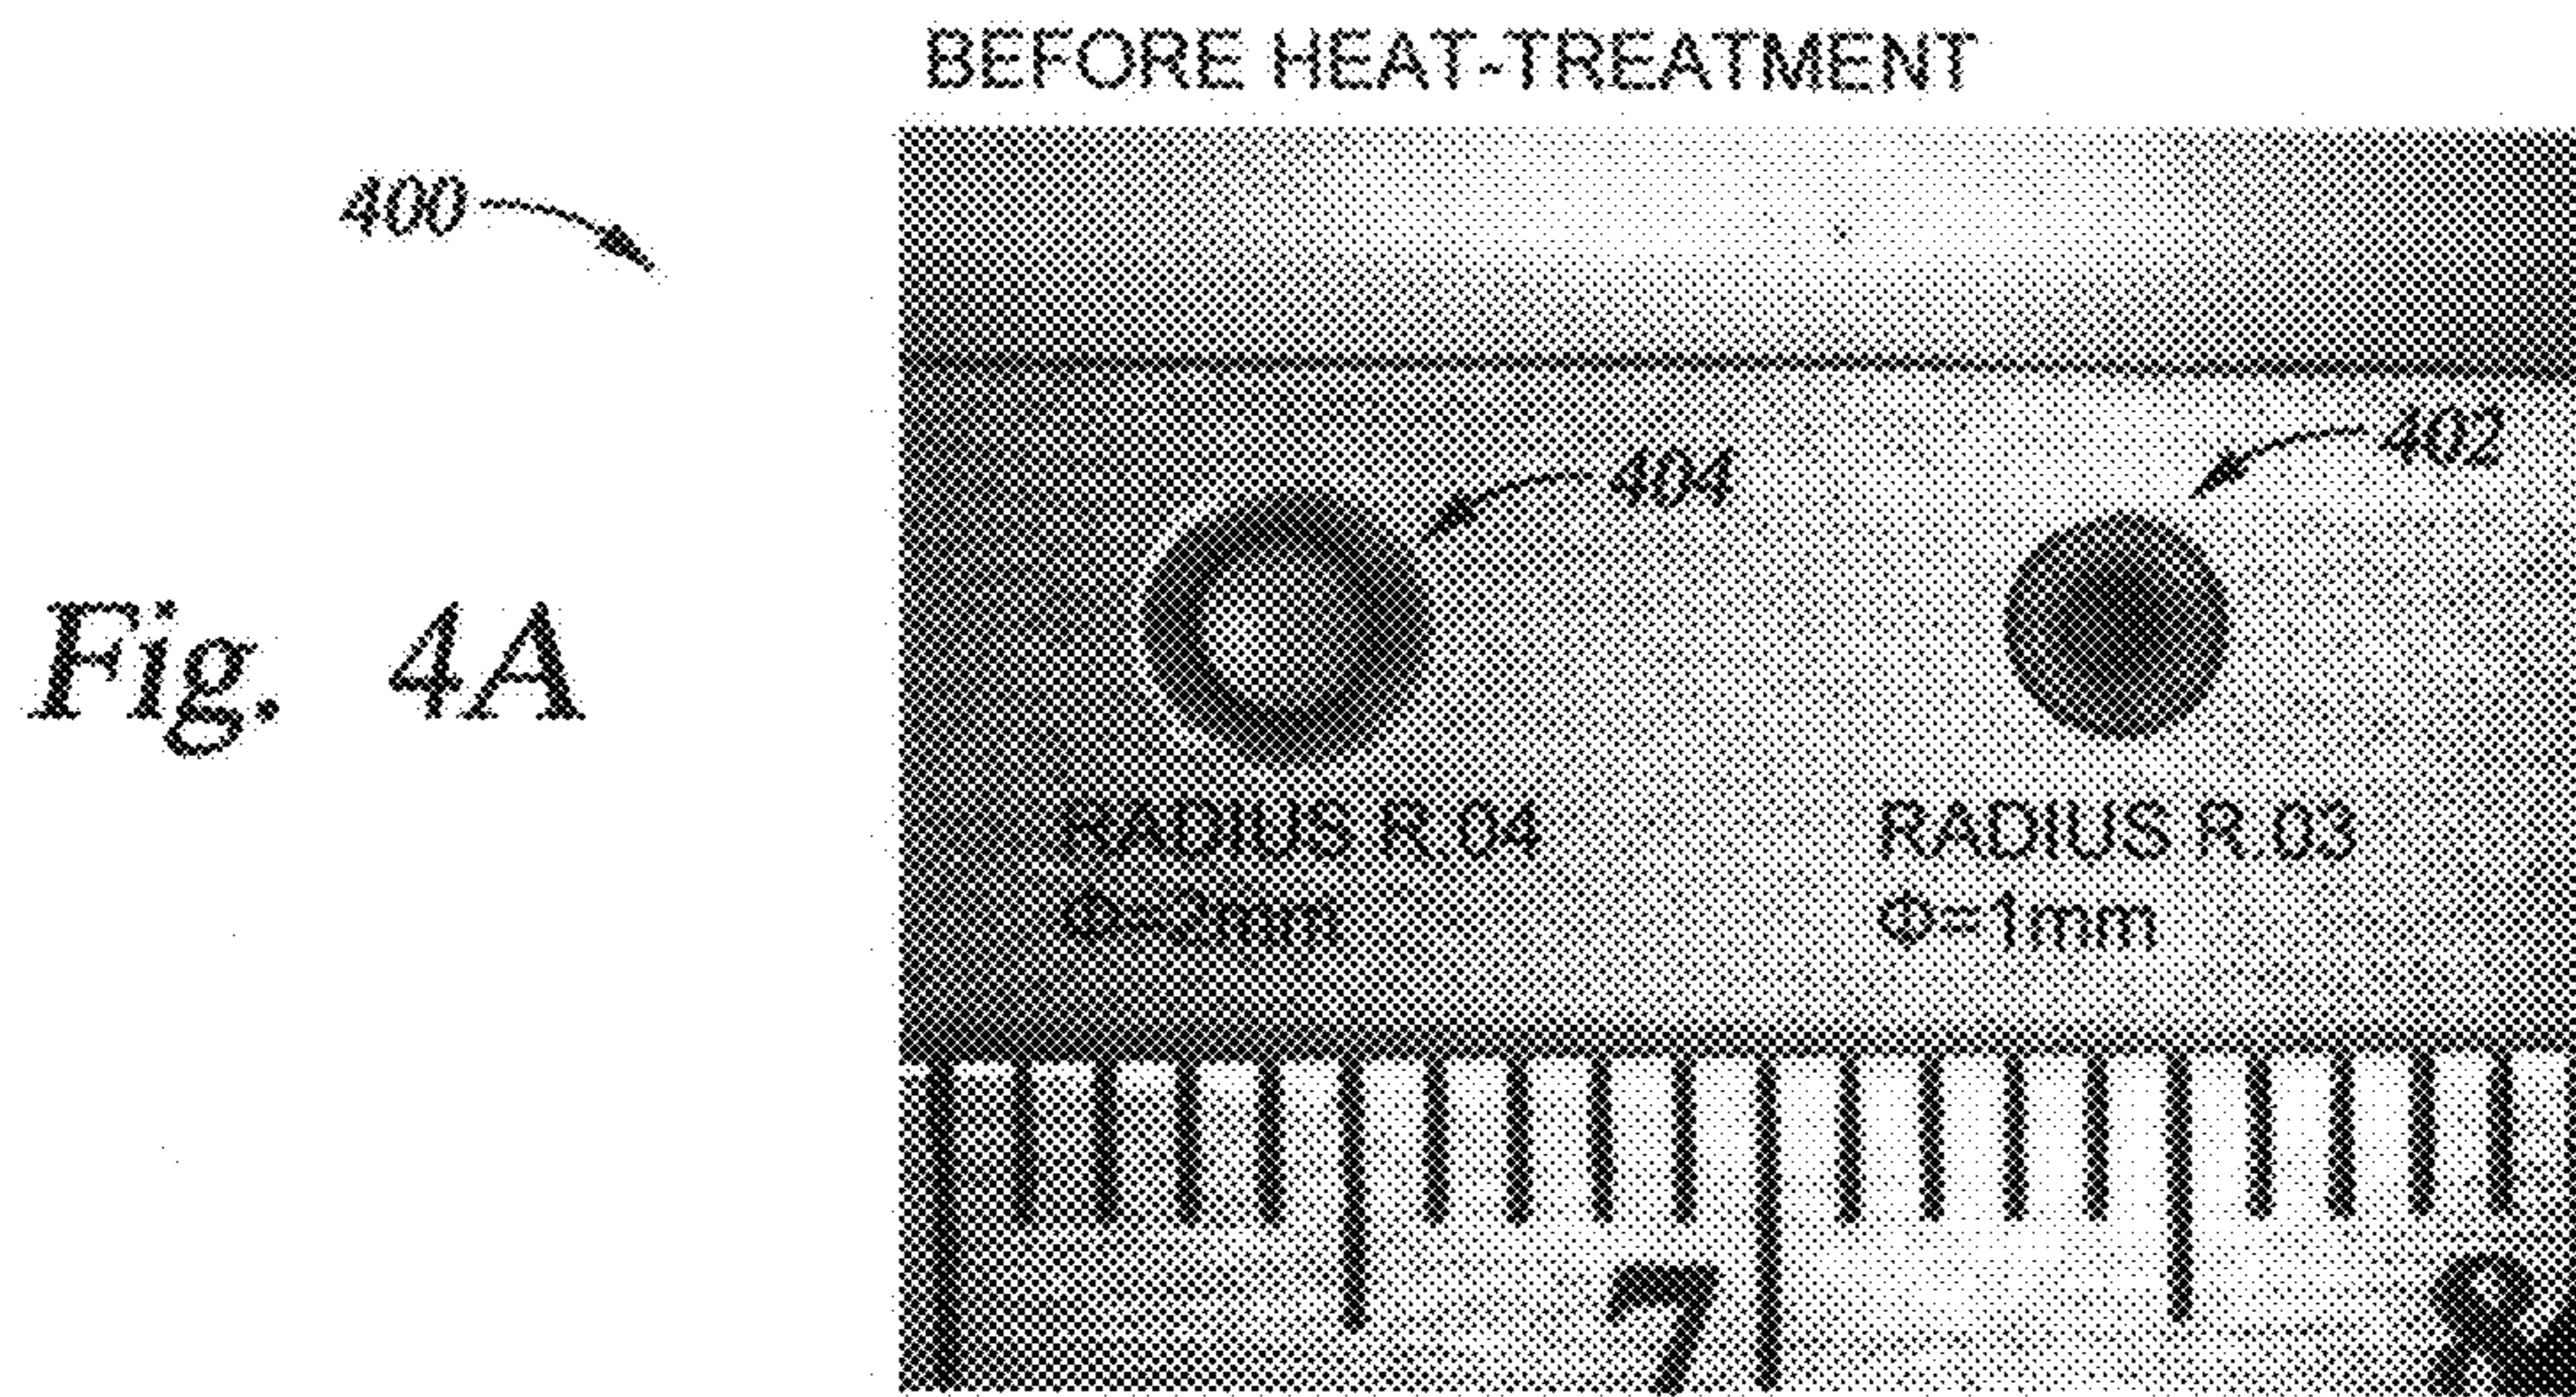 BEFORE HEAT-TREATMENT
400
402
404
Fig. 4A
RADIUS R.04
Φ=2mm
RADIUS R.03
Φ=1mm
7
8